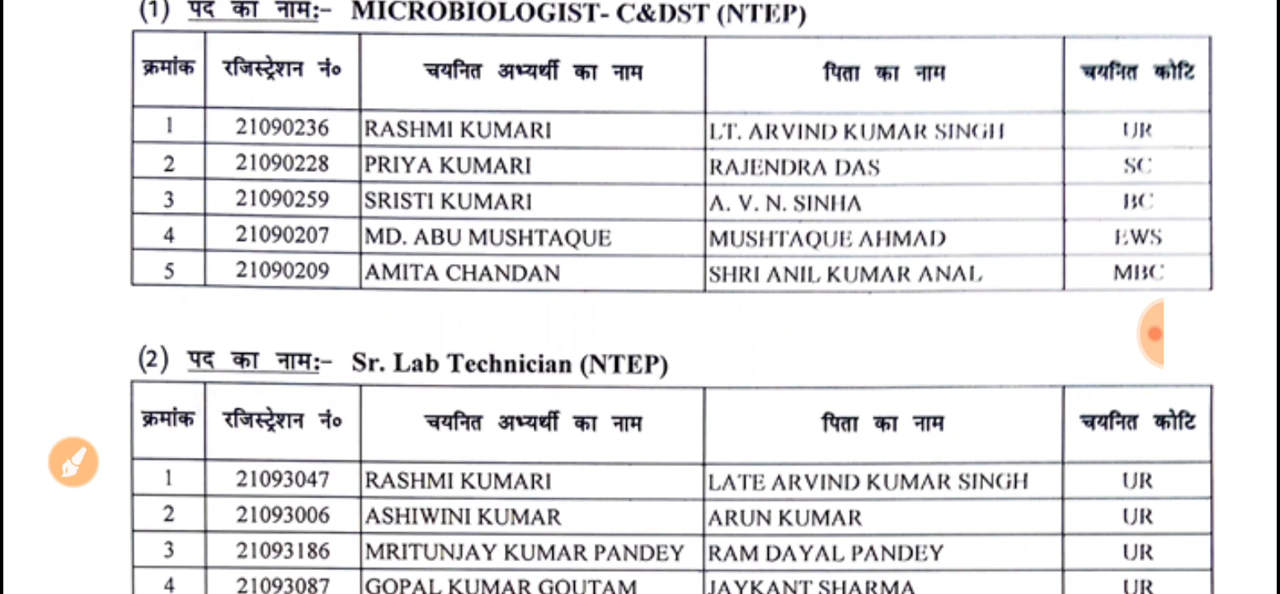 (1) पद का नाम:- MICROBIOLOGIST- C&DST (NTEP)
क्रमांक रजिस्ट्रेशन नं० चयनित अभ्यर्थी का नाम पिता का नाम चयनित कोटि
1 21090236 RASHMI KUMARI LT. ARVIND KUMAR SINGH UR
2 21090228 PRIYA KUMARI RAJENDRA DAS SC
3 21090259 SRISTI KUMARI A. V. N. SINHA BC
4 21090207 MD. ABU MUSHTAQUE MUSHTAQUE AHMAD EWS
5 21090209 AMITA CHANDAN SHRI ANIL KUMAR ANAL MBC
(2) पद का नाम:- Sr. Lab Technician (NTEP)
क्रमांक रजिस्ट्रेशन नं० चयनित अभ्यर्थी का नाम पिता का नाम चयनित कोटि
1 21093047 RASHMI KUMARI LATE ARVIND KUMAR SINGH UR
2 21093006 ASHIWINI KUMAR ARUN KUMAR UR
3 21093186 MRITUNJAY KUMAR PANDEY RAM DAYAL PANDEY UR
4 21093087 GOPAL KUMAR GOUTAM JAYKANT SHARMA UR